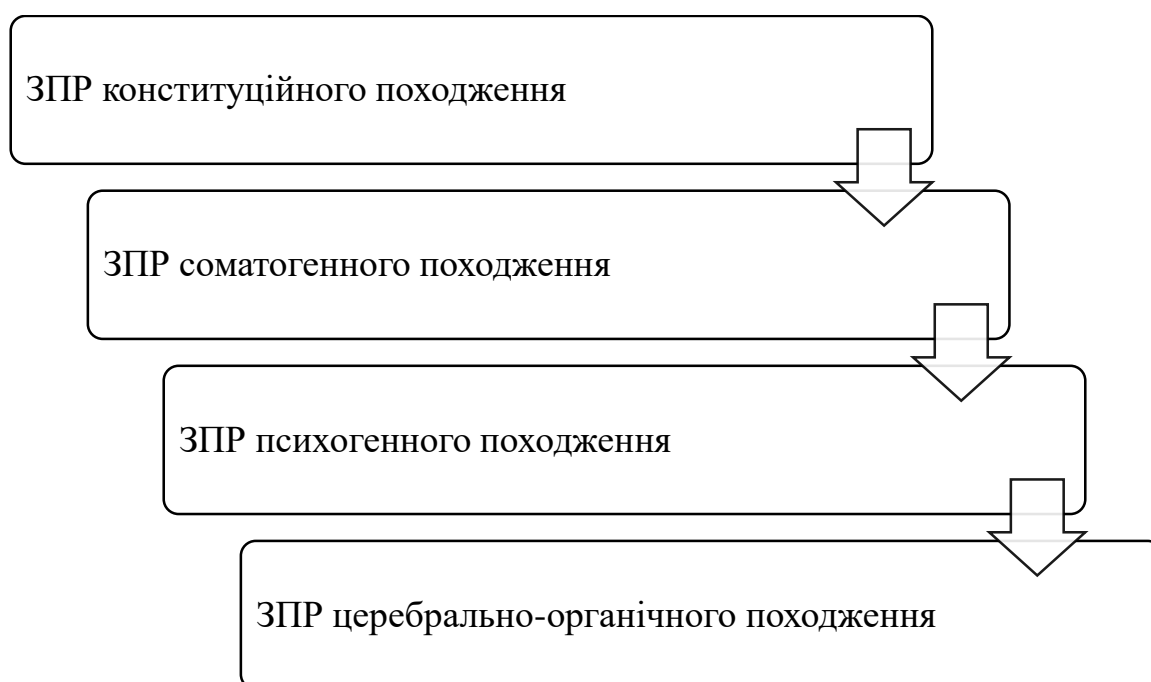 ЗПР конституційного походження
ЗПР соматогенного походження
ЗПР психогенного походження
ЗПР церебрально-органічного походження